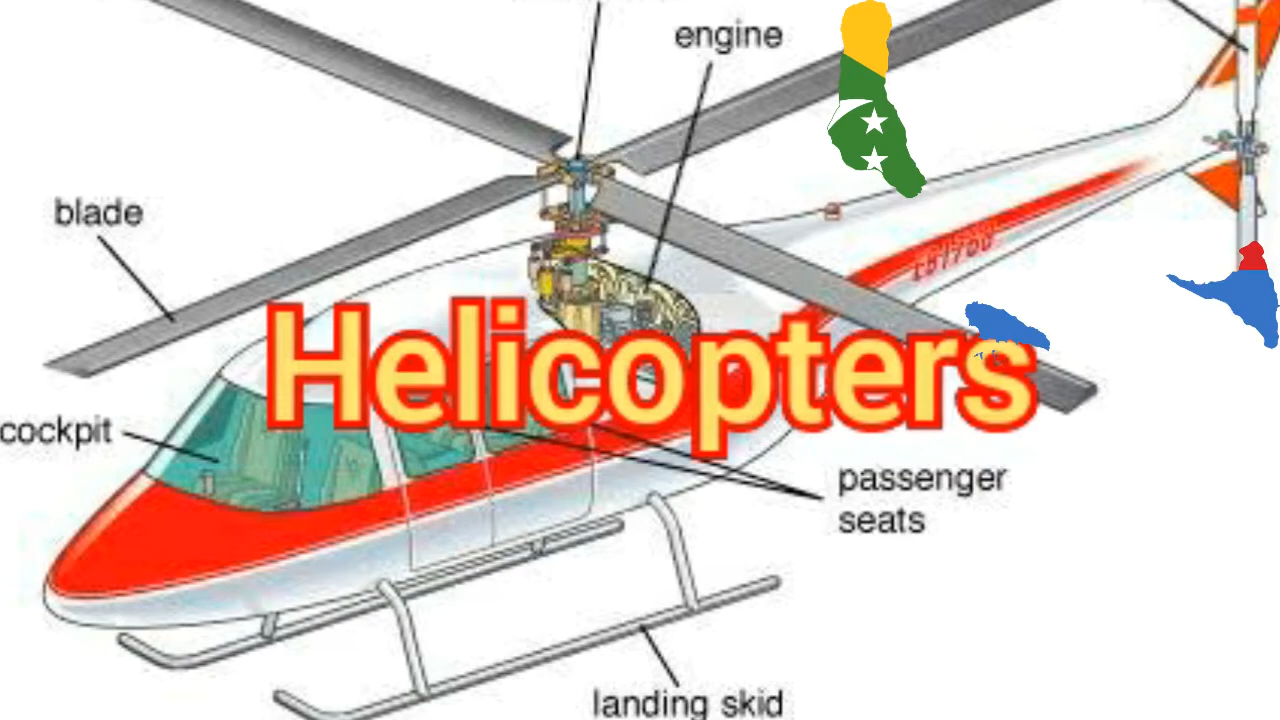 engine
blade
Helicopters
cockpit
passenger
seats
landing skid